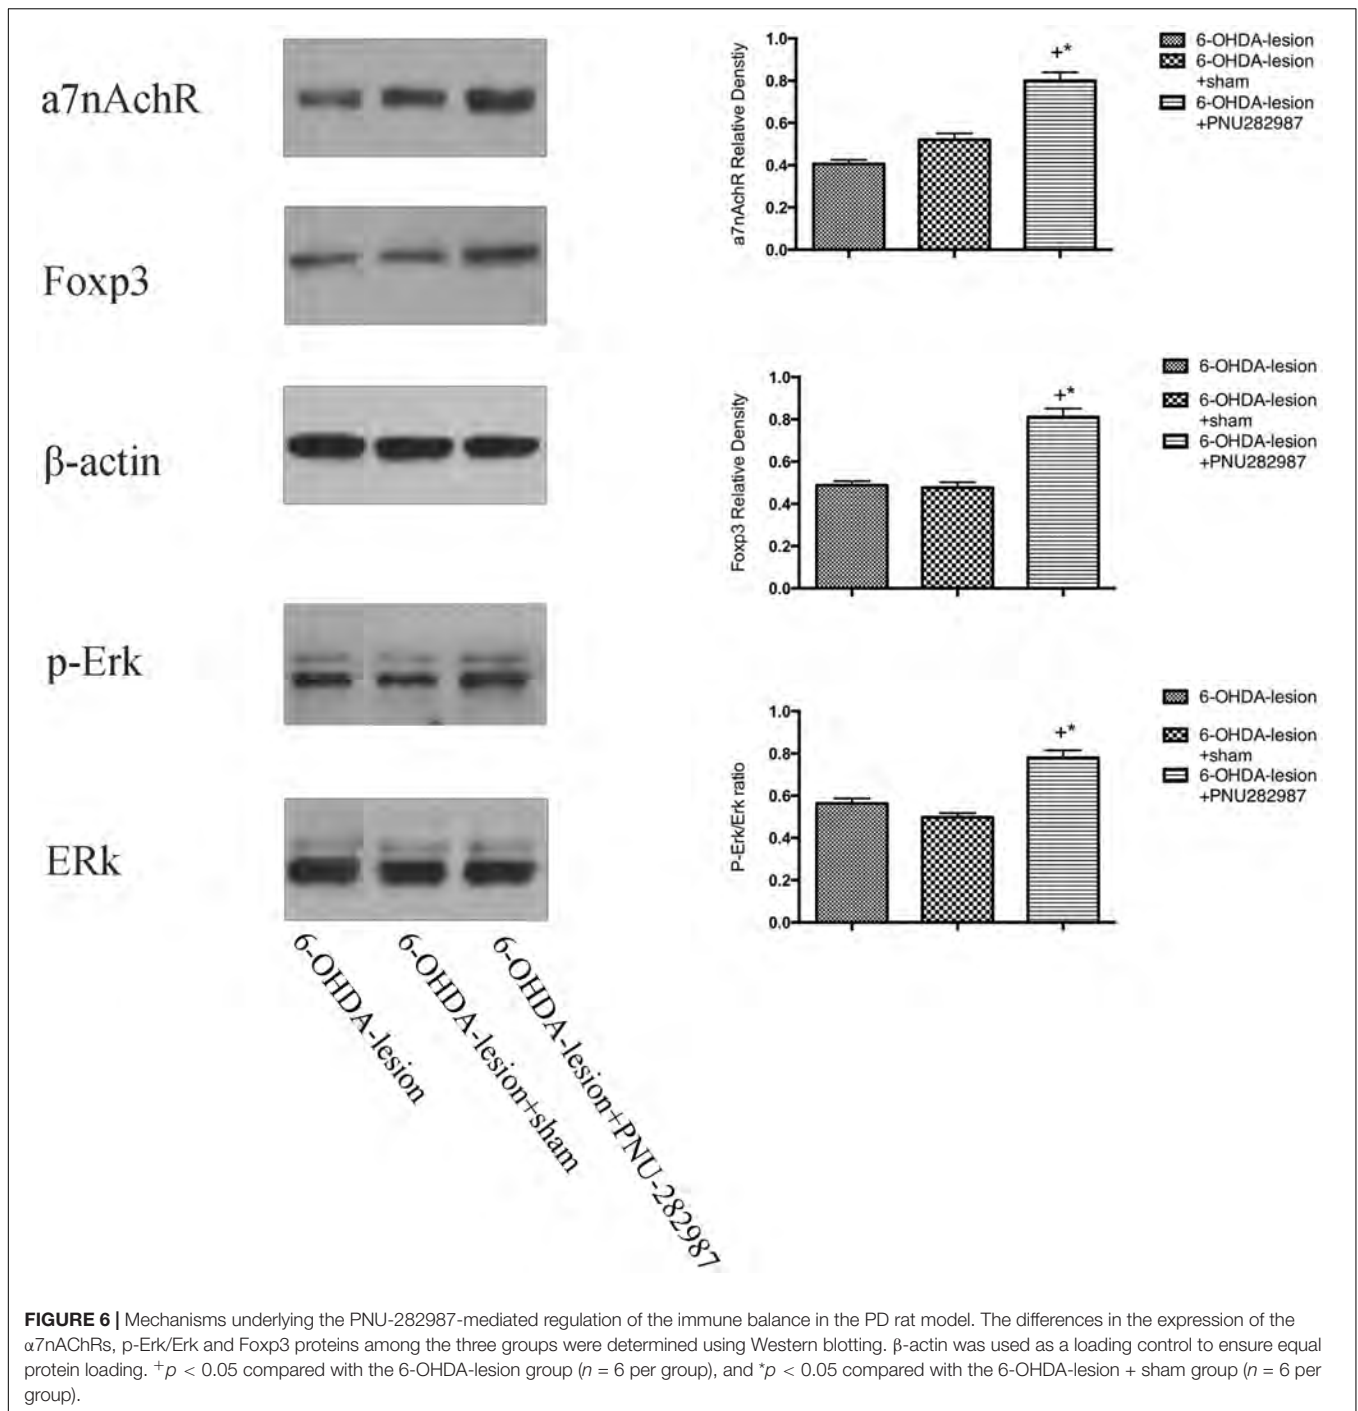 a7nAchR
Foxp3
β-actin
p-Erk
ERk
6-OHDA-lesion
6-OHDA-lesion+sham
6-OHDA-lesion+PNU-282987
a7nAchR Relative Denstiy
1.0
0.8
0.6
0.4
0.2
0.0
+*
6-OHDA-lesion
6-OHDA-lesion
+sham
6-OHDA-lesion
+PNU282987
Foxp3 Relative Density
1.0
0.8
0.6
0.4
0.2
0.0
+*
6-OHDA-lesion
6-OHDA-lesion
+sham
6-OHDA-lesion
+PNU282987
P-Erk/Erk ratio
1.0
0.8
0.6
0.4
0.2
0.0
+*
6-OHDA-lesion
6-OHDA-lesion
+sham
6-OHDA-lesion
+PNU282987
FIGURE 6 | Mechanisms underlying the PNU-282987-mediated regulation of the immune balance in the PD rat model. The differences in the expression of the
α7nAChRs, p-Erk/Erk and Foxp3 proteins among the three groups were determined using Western blotting. β-actin was used as a loading control to ensure equal
protein loading. +p < 0.05 compared with the 6-OHDA-lesion group (n = 6 per group), and *p < 0.05 compared with the 6-OHDA-lesion + sham group (n = 6 per
group).